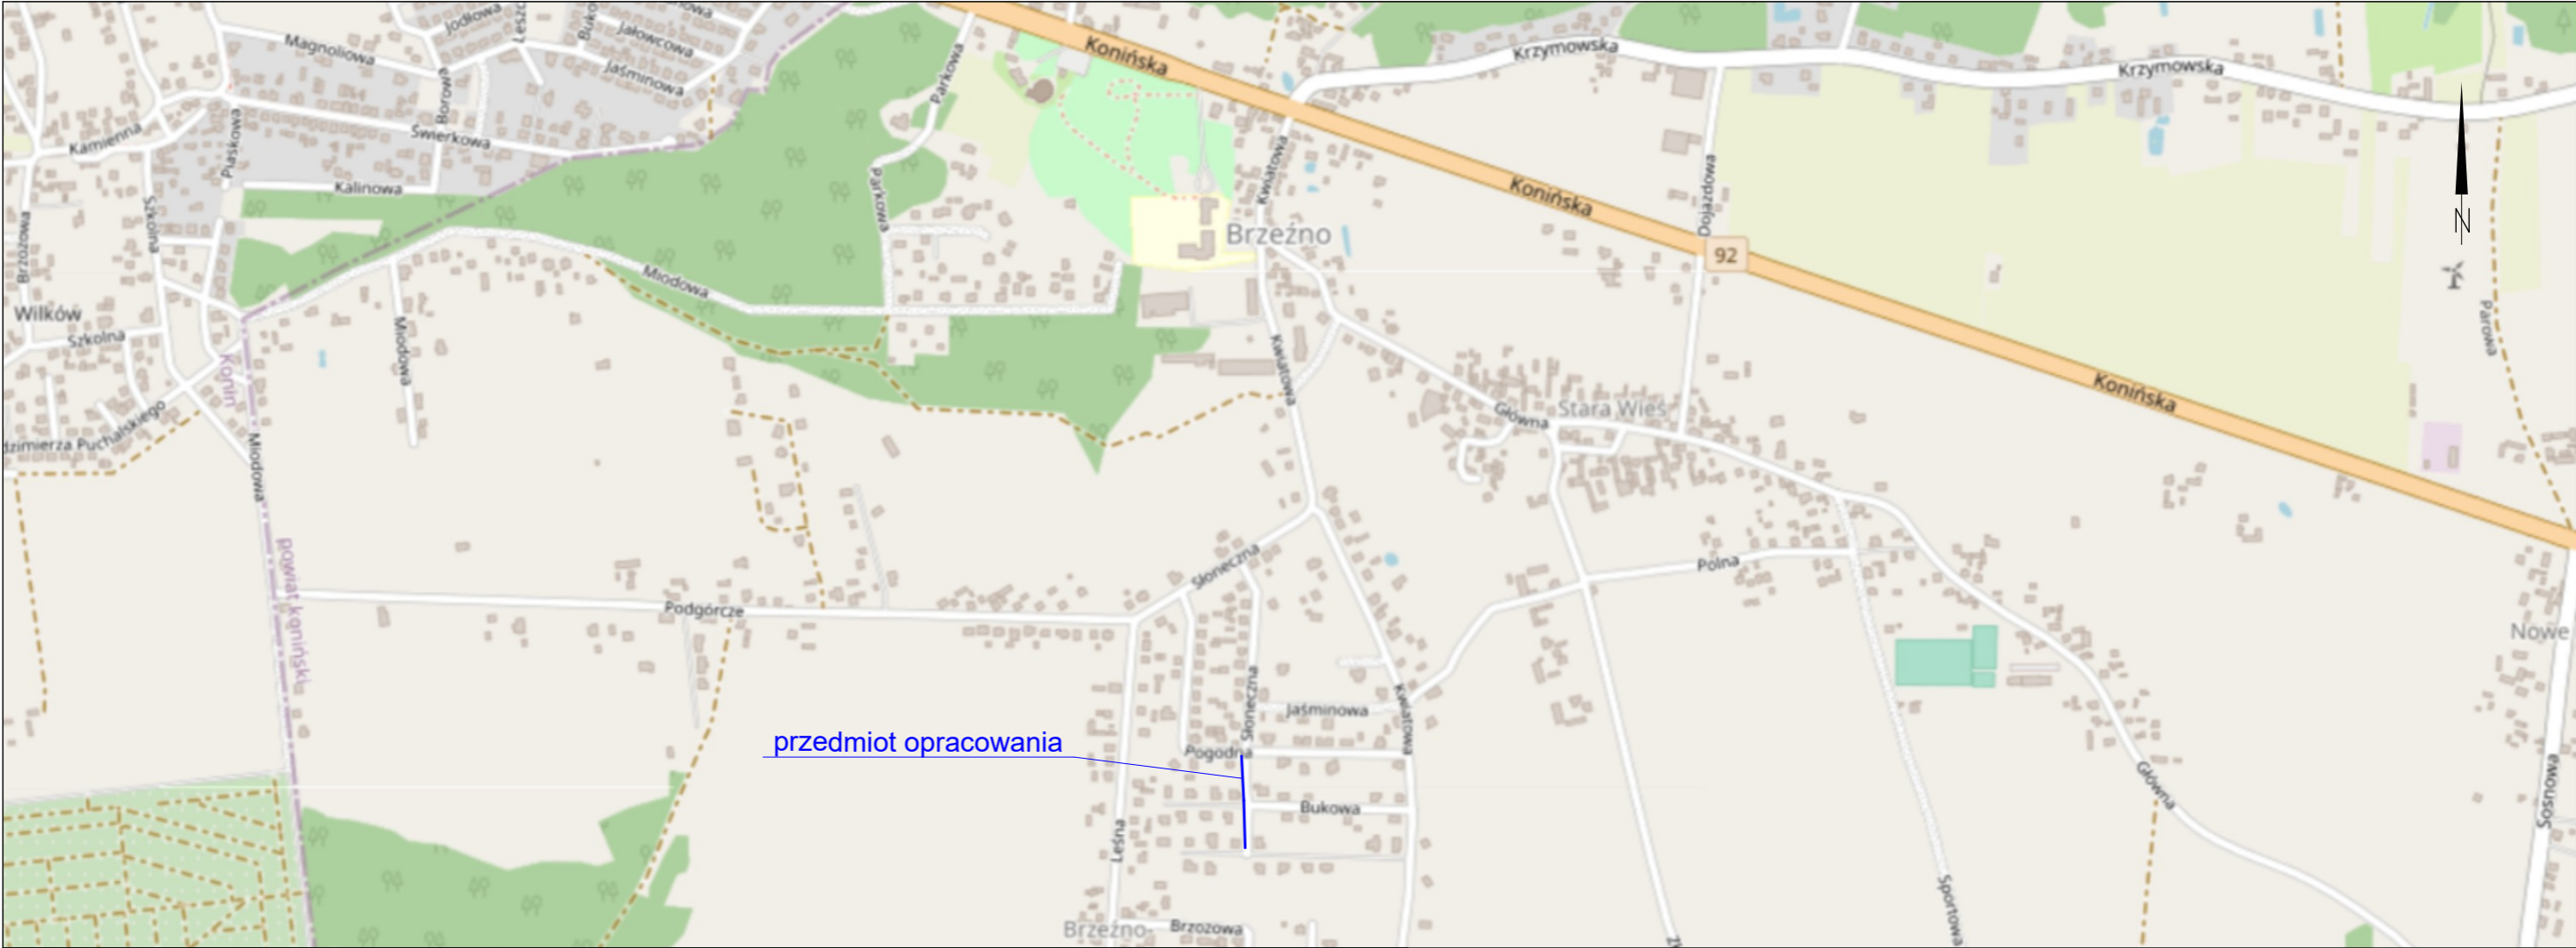 Jodłowa
Jałowcowa
Magnoliowa
Jaśminowa
Borowa
Kamienna
Piaskowa
Świerkowa
Kalinowa
Szkolna
Brzozowa
Wilków
Szkolna
Konin
Miodowa
Miodowa
Miodowa
powiat koniński
Parkowa
Parkowa
Konińska
Krzymowska
Krzymowska
Kwiatowa
Brzeźno
Konińska
Dojazdowa
92
N
Parowa
Konińska
Kwiatowa
Główna
Stara Wieś
Słoneczna
Polna
Podgórcze
Nowe
Słoneczna
Jaśminowa
Kwiatowa
przedmiot opracowania
Pogodna
Bukowa
Leśna
Główna
Sosnowa
Sportowa
Brzeźno-
Brzozowa